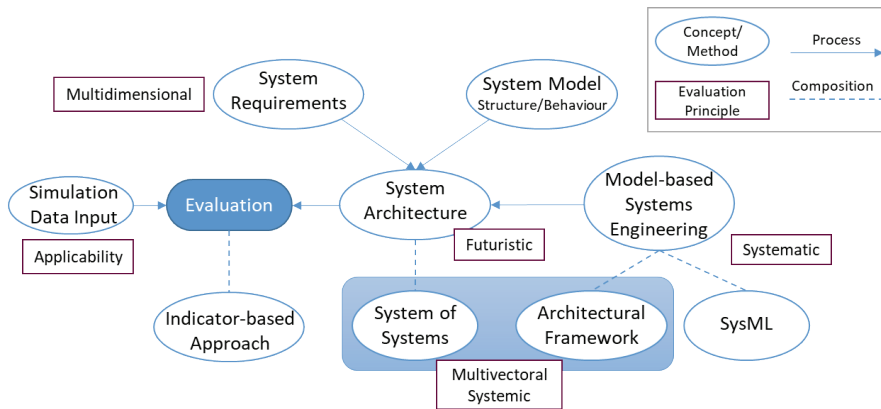 System
Requirements
Multidimensional
System Model
Structure/Behaviour
Concept/
Method
Process
Evaluation
Principle
Composition
Simulation
Data Input
Applicability
Evaluation
System
Architecture
Futuristic
Model-based
Systems
Engineering
Systematic
Indicator-based
Approach
System of
Systems
Architectural
Framework
SysML
Multivectoral
Systemic